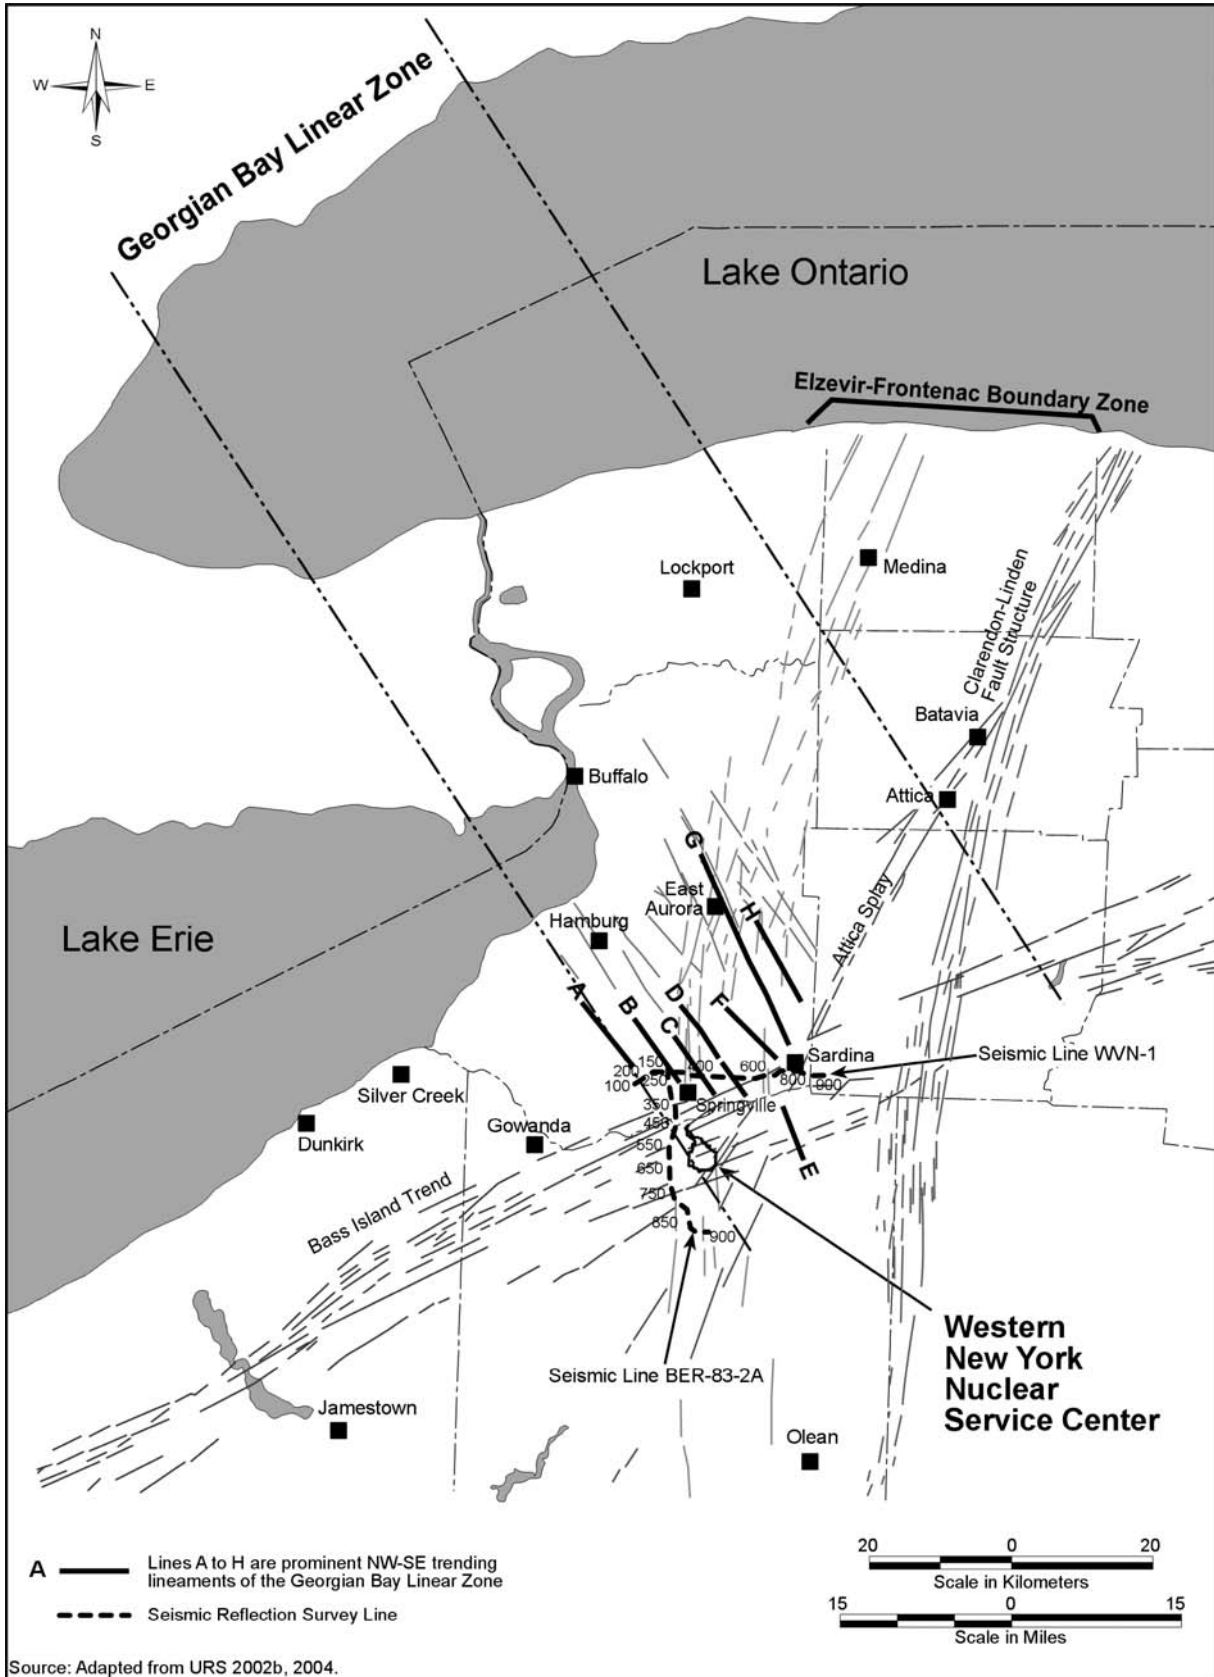 N
W
E
S
Georgian Bay Linear Zone
Lake Ontario
Elzevir-Frontenac Boundary Zone
Lockport
Medina
Clarendon-Linden
Fault Structure
Batavia
Buffalo
Attica
G
East
Aurora
H
Attica Splay
Hamburg
Lake Erie
A
B
D
F
C
Sardina
Seismic Line WVN-1
150
200
400
600
100
250
800
900
Silver Creek
350
Springville
450
Dunkirk
Gowanda
550
650
E
750
Bass Island Trend
850
900
Western
New York
Nuclear
Service Center
Seismic Line BER-83-2A
Jamestown
Olean
A
Lines A to H are prominent NW-SE trending
lineaments of the Georgian Bay Linear Zone
Seismic Reflection Survey Line
20 0 20
Scale in Kilometers
15 0 15
Scale in Miles
Source: Adapted from URS 2002b, 2004.